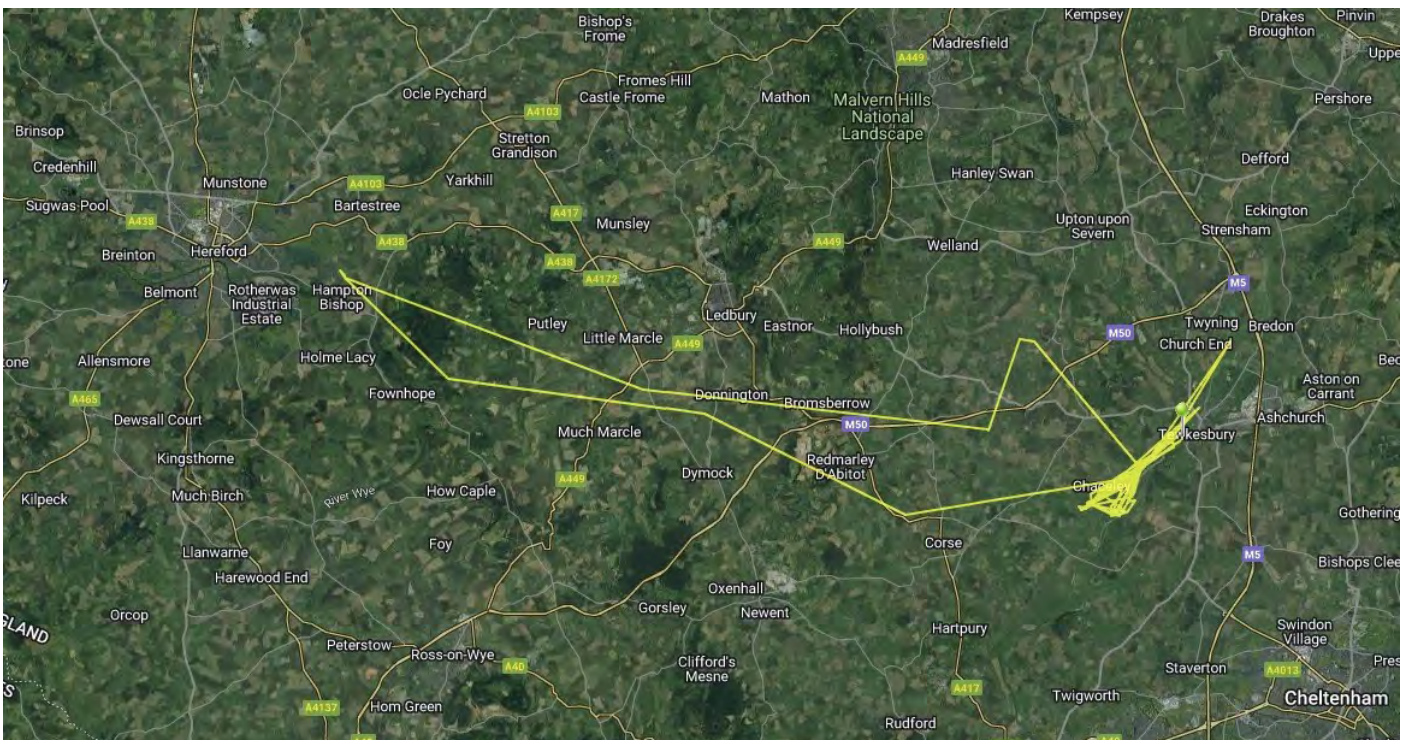 Bishop's
Frome
Kempsey
Drakes
Broughton
Pinvin
A449
Madresfield
Fromes Hill
Castle Frome
Ocle Pychard
Mathon
Malvern Hills
National
Landscape
Pershore
A4103
Brinsop
Stretton
Grandison
Credenhill
Defford
Munstone
A4103
Yarkhill
Hanley Swan
Sugwas Pool
A438
Bartestree
A417
Munsley
Upton upon
Severn
Eckington
Strensham
Breinton
Hereford
A438
A449
Welland
A438
A4172
Belmont
Rotherwas
Industrial
Estate
Hampton
Bishop
M5
Ledbury
Putley
Little Marcle
Eastnor
Hollybush
M50
Twyning
Bredon
Church End
A449
Allensmore
Holme Lacy
Fownhope
A465
Donnington
Bromsberrow
Aston on
Carrant
Dewsall Court
Much Marcle
M50
Ashchurch
Tewkesbury
Kingsthorne
Redmarley
D'Abitot
Dymock
A449
Kilpeck
Much Birch
River Wye
How Caple
Chaceley
Gothering
Llanwarne
Foy
Corse
M5
Bishops Clee
Harewood End
Oxenhall
Newent
Gorsley
Orcop
GLAND
Hartpury
Swindon
Village
Peterstow
Ross-on-Wye
A40
Clifford's
Mesne
Staverton
A4013
Pres
A417
Twigworth
Cheltenham
A4137
Hom Green
Rudford